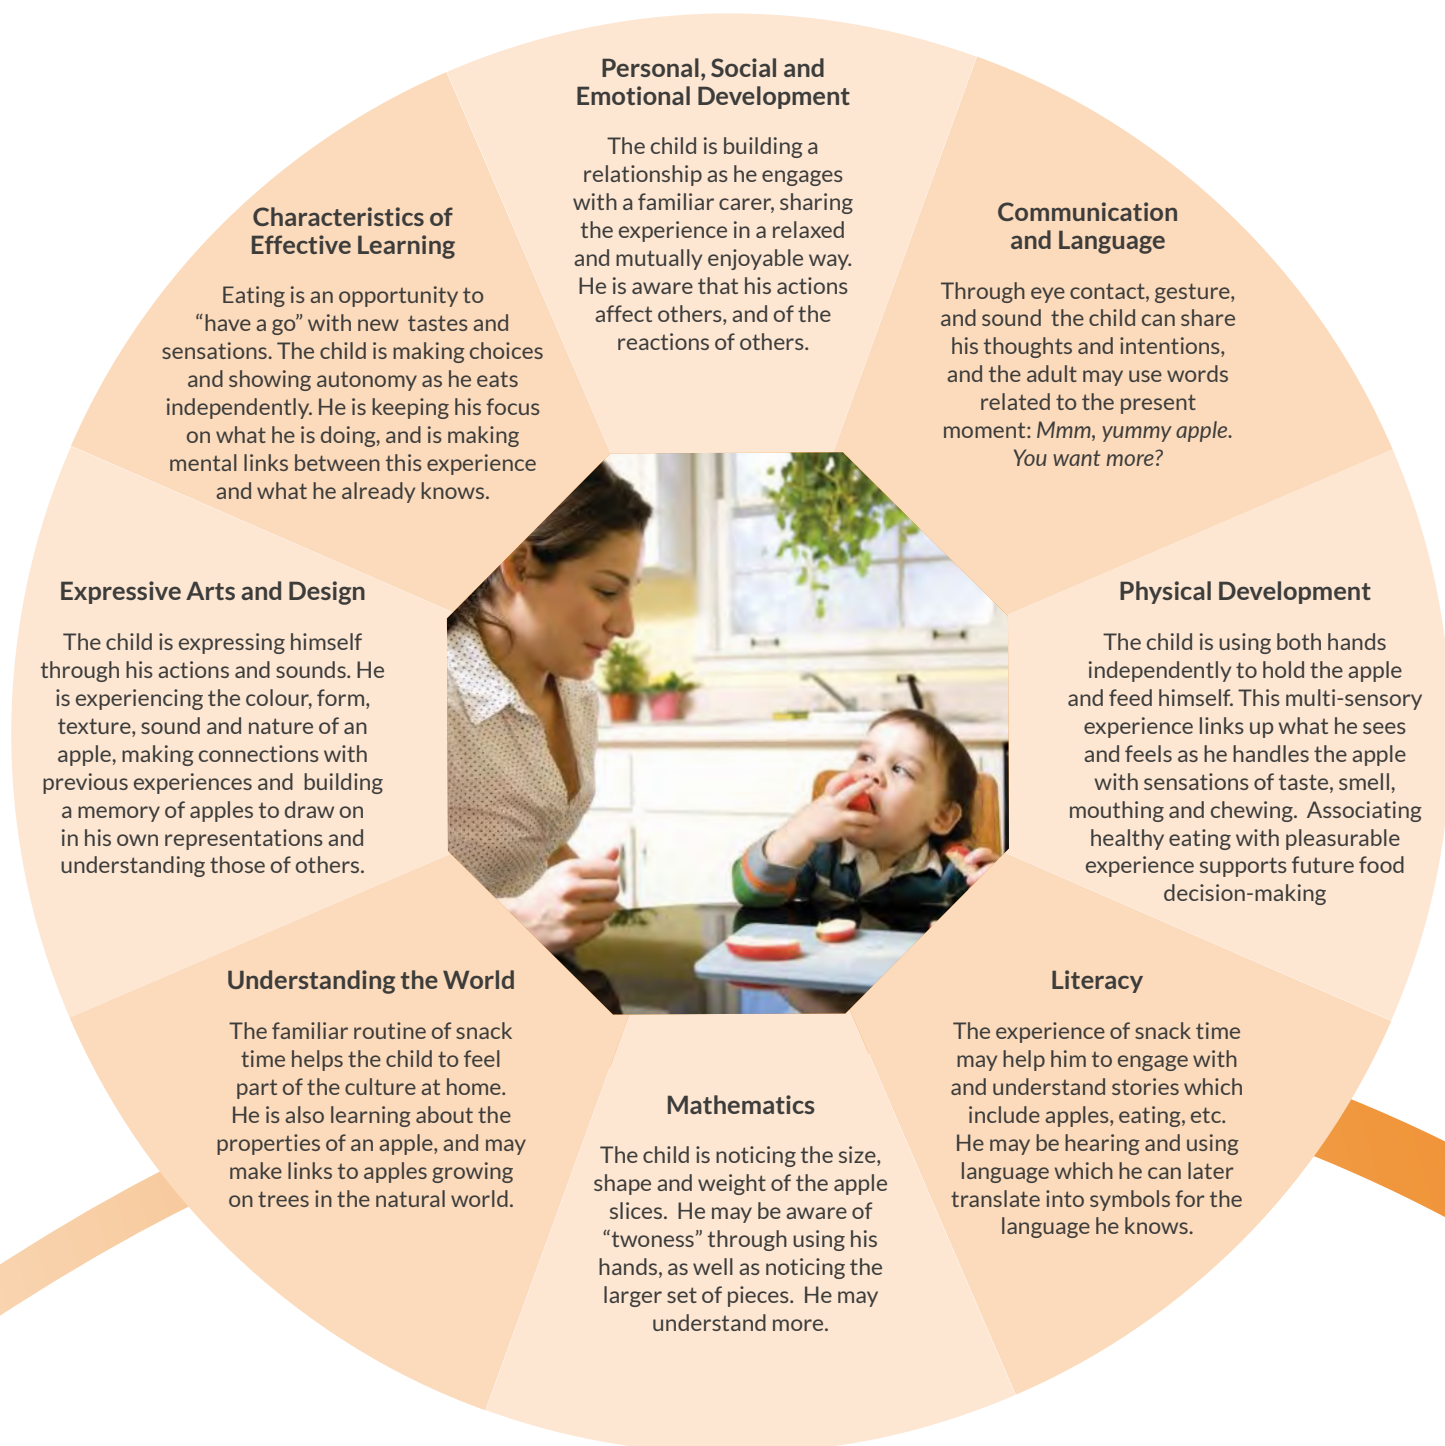 Personal, Social and
Emotional Development
The child is building a
relationship as he engages
with a familiar carer, sharing
the experience in a relaxed
and mutually enjoyable way.
He is aware that his actions
affect others, and of the
reactions of others.
Communication
and Language
Through eye contact, gesture,
and sound  the child can share
his thoughts and intentions,
and the adult may use words
related to the present
moment: Mmm, yummy apple.
You want more?
Physical Development
The child is using both hands
independently to hold the apple
and feed himself. This multi-sensory
experience links up what he sees
and feels as he handles the apple
with sensations of taste, smell,
mouthing and chewing.  Associating
healthy eating with pleasurable
experience supports future food
decision-making
Literacy
The experience of snack time
may help him to engage with
and understand stories which
include apples, eating, etc.
He may be hearing and using
language which he can later
translate into symbols for the
language he knows.
Mathematics
The child is noticing the size,
shape and weight of the apple
slices.  He may be aware of
“twoness” through using his
hands, as well as noticing the
larger set of pieces.  He may
understand more.
Understanding the World
The familiar routine of snack
time helps the child to feel
part of the culture at home.
He is also learning about the
properties of an apple, and may
make links to apples growing
on trees in the natural world.
Expressive Arts and Design
The child is expressing himself
through his actions and sounds. He
is experiencing the colour, form,
texture, sound and nature of an
apple, making connections with
previous experiences and  building
a memory of apples to draw on
in his own representations and
understanding those of others.
Characteristics of
Effective Learning
Eating is an opportunity to
“have a go” with new  tastes and
sensations. The child is making choices
and showing autonomy as he eats
independently. He is keeping his focus
on what he is doing, and is making
mental links between this experience
and what he already knows.